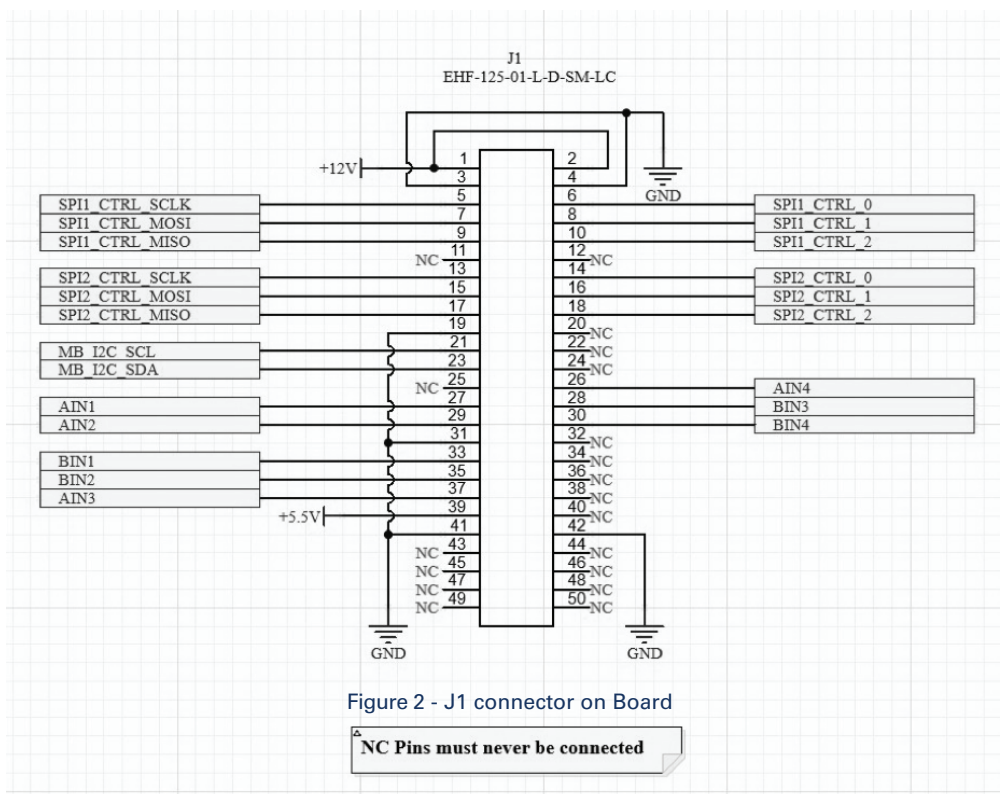 J1
EHF-125-01-L-D-SM-LC
+12V 1 2
3 4
GND
SPI1_CTRL_SCLK 5 6 SPI1_CTRL_0
SPI1_CTRL_MOSI 7 8 SPI1_CTRL_1
SPI1_CTRL_MISO 9 10 SPI1_CTRL_2
NC 11 12 NC
SPI2_CTRL_SCLK 13 14 SPI2_CTRL_0
SPI2_CTRL_MOSI 15 16 SPI2_CTRL_1
SPI2_CTRL_MISO 17 18 SPI2_CTRL_2
19 20 NC
MB_I2C_SCL 21 22 NC
MB_I2C_SDA 23 24 NC
NC 25 26 AIN4
AIN1 27 28 BIN3
AIN2 29 30 BIN4
31 32 NC
BIN1 33 34 NC
BIN2 35 36 NC
AIN3 37 38 NC
+5.5V 39 40 NC
41 42
NC 43 44 NC
NC 45 46 NC
NC 47 48 NC
NC 49 50 NC
GND GND
Figure 2 - J1 connector on Board
NC Pins must never be connected